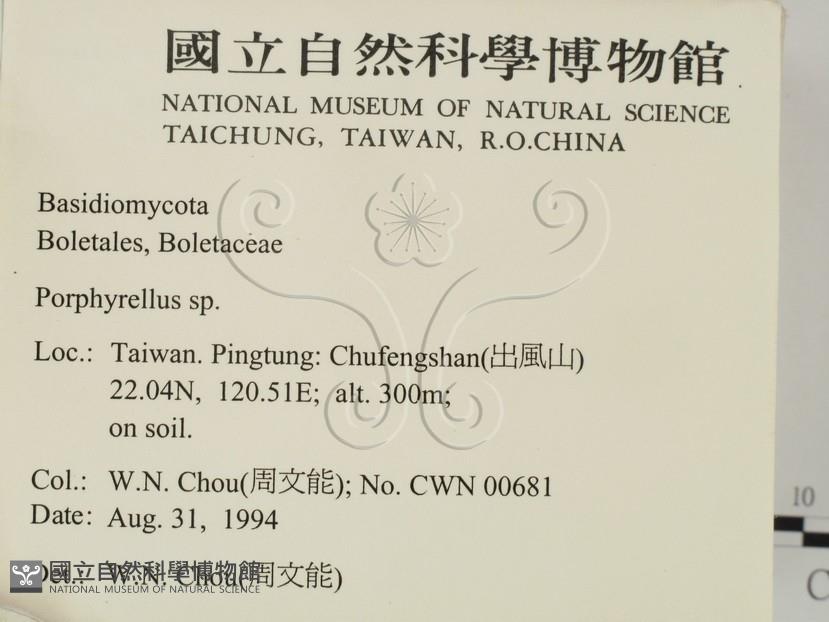 國立自然科學博物館
NATIONAL MUSEUM OF NATURAL SCIENCE
TAICHUNG, TAIWAN, R.O.CHINA
Basidiomycota
Boletales, Boletaceae
Porphyrellus sp.
Loc.: Taiwan. Pingtung: Chufengshan(出風山)
22.04N, 120.51E; alt. 300m;
on soil.
Col.: W.N. Chou(周文能); No. CWN 00681
Date: Aug. 31, 1994
Det.: W.N. Chou(周文能)
國立自然科學博物館
NATIONAL MUSEUM OF NATURAL SCIENCE
10
C